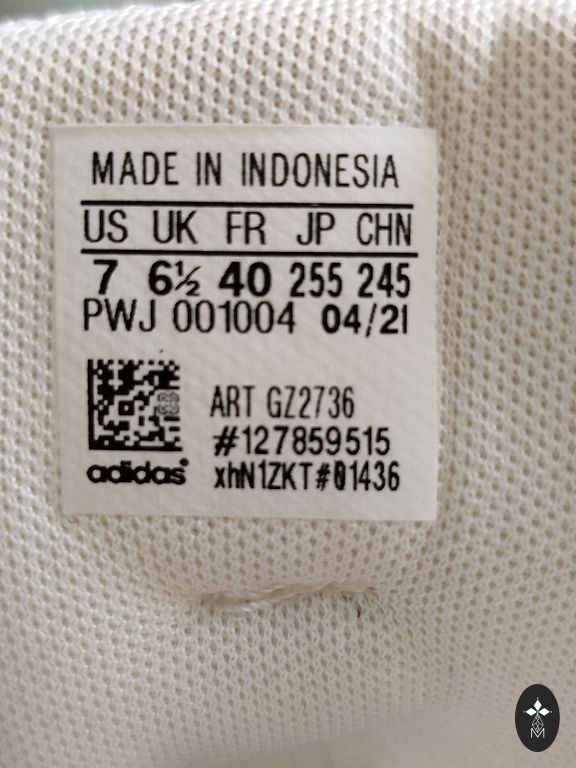 MADE IN INDONESIA
US UK FR JP CHN
7 6½ 40 255 245
PWJ 001004 04/21
ART GZ2736
#127859515
adidas xhN1ZKT#01436
M